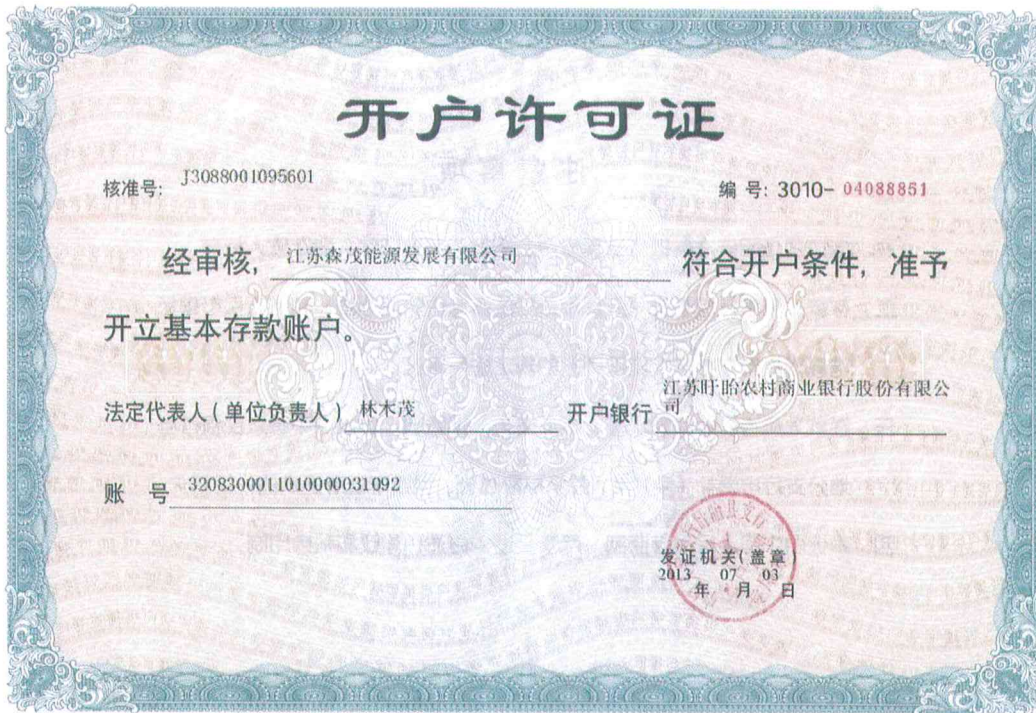 开户许可证
核准号: J3088001095601
编 号: 3010- 04088851
经审核, 江苏森茂能源发展有限公司 符合开户条件, 准予
开立基本存款账户。
法定代表人(单位负责人) 林木茂 开户银行 江苏盱眙农村商业银行股份有限公
司
账 号 3208300011010000031092
发证机关(盖章)
2013 07 03
年 月 日